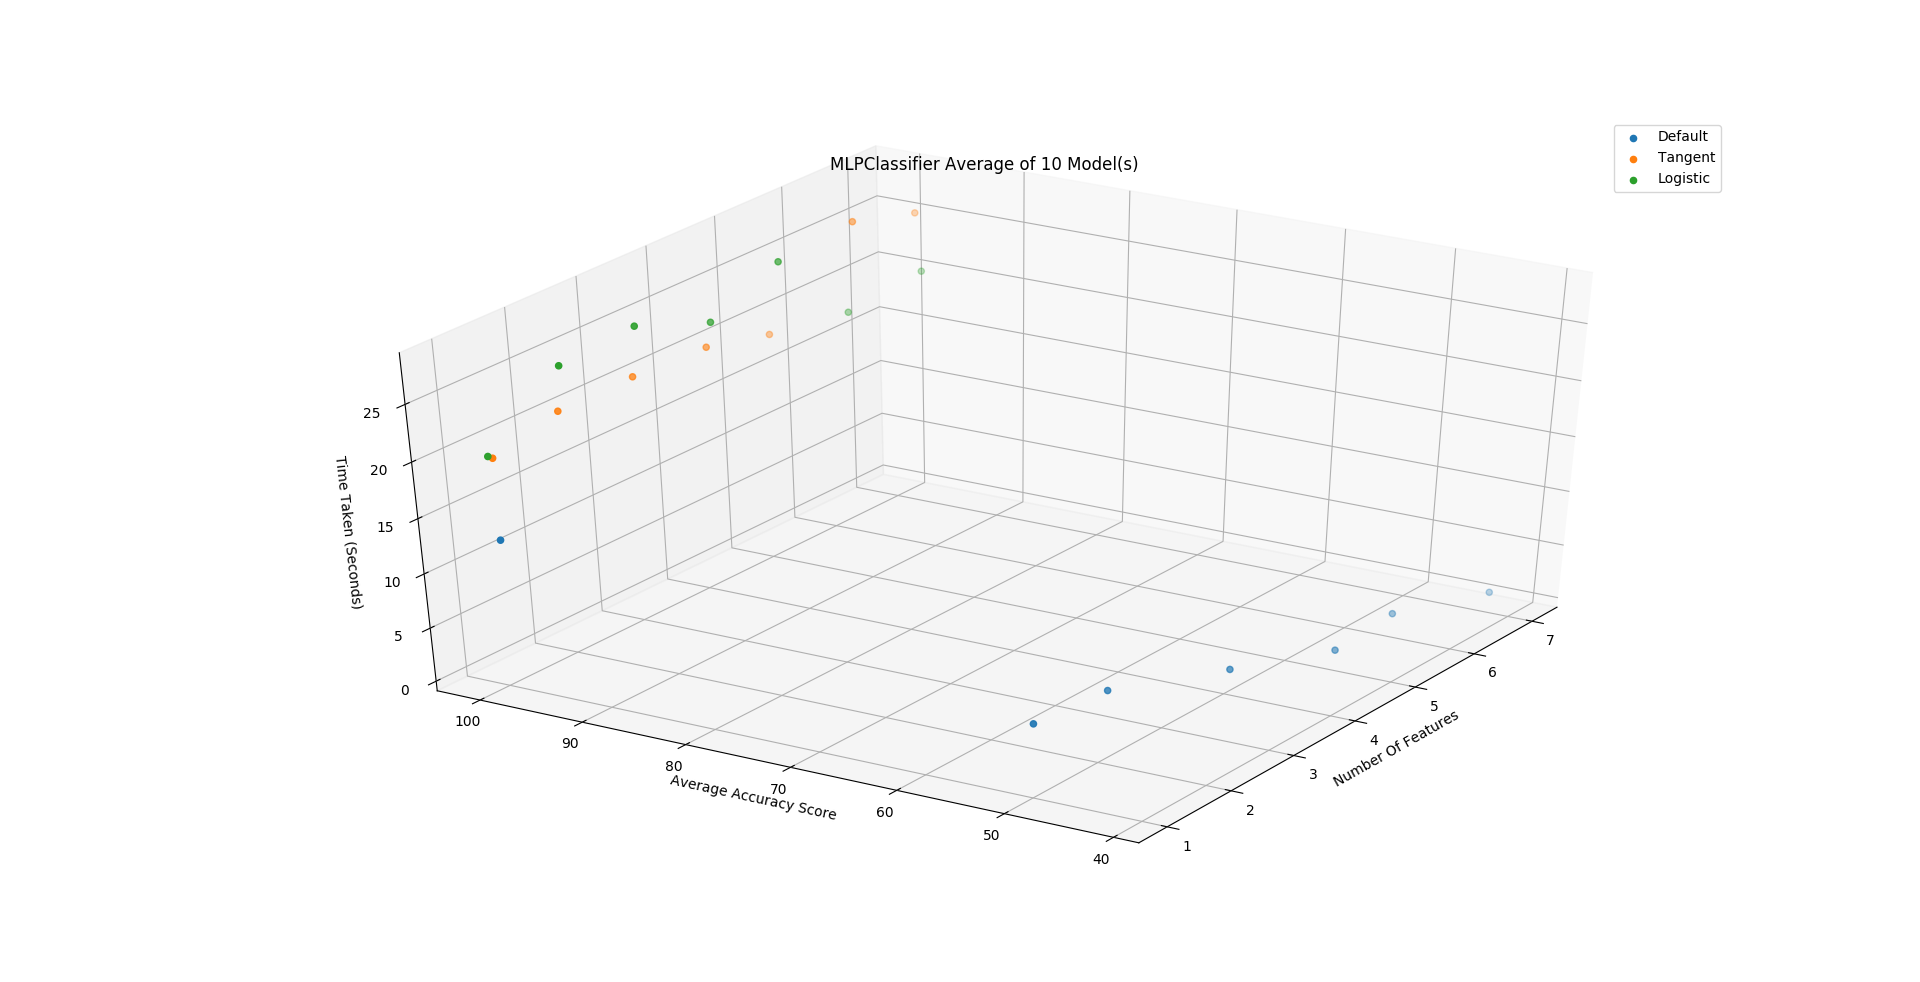 MLPClassifier Average of 10 Model(s)
Default
Tangent
Logistic
25
20
15
10
5
0
Time Taken (Seconds)
100
90
80
70
60
50
40
Average Accuracy Score
7
6
5
4
3
2
1
Number Of Features